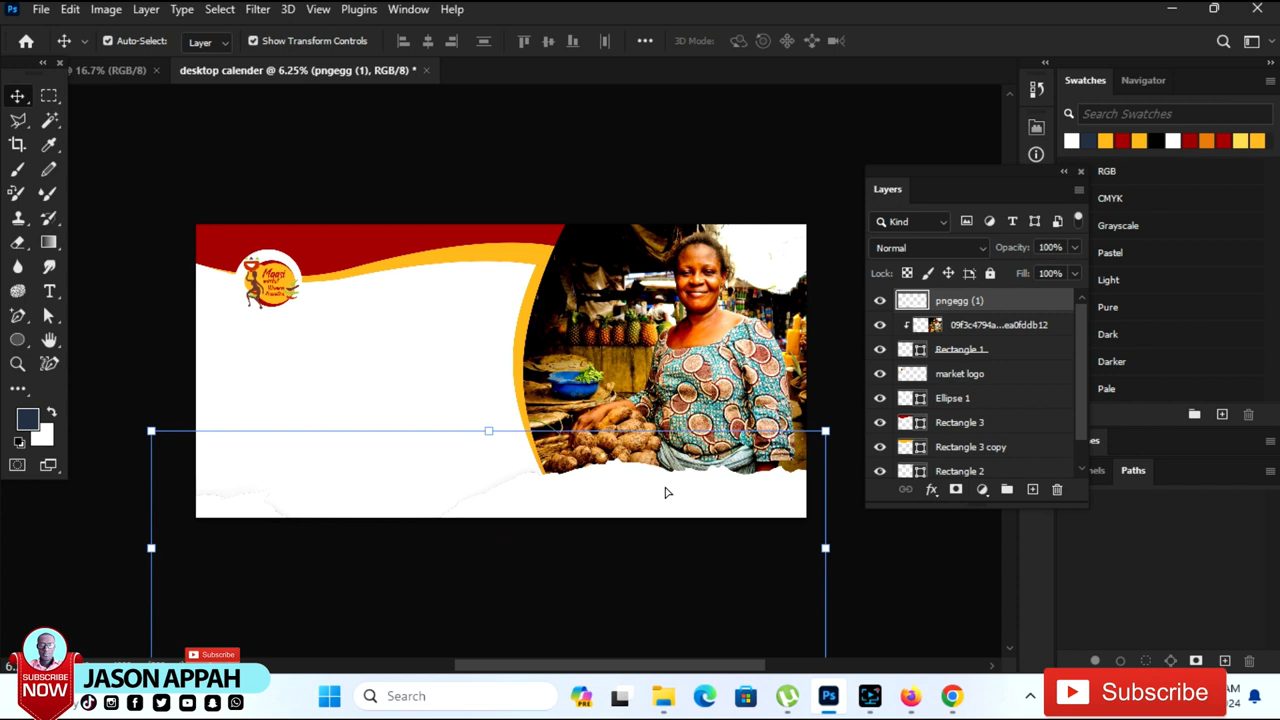 Ps File Edit Image Layer Type Select Filter 3D View Plugins Window Help
Auto-Select: Layer Show Transform Controls 3D Mode:
@ 16.7% (RGB/8) × desktop calender @ 6.25% (pngegg (1), RGB/8) * ×
Swatches Navigator
Search Swatches
RGB
CMYK
Grayscale
Pastel
Light
Pure
Dark
Darker
Pale
Paths
Layers
Kind
Normal Opacity: 100%
Lock: Fill: 100%
pngegg (1)
09f3c4794a...ea0fddb12
Rectangle 1
market logo
Ellipse 1
Rectangle 3
Rectangle 3 copy
Rectangle 2
Subscribe
SUBSCRIBE
NOW
JASON APPAH
Search
PRE
Ps
Subscribe